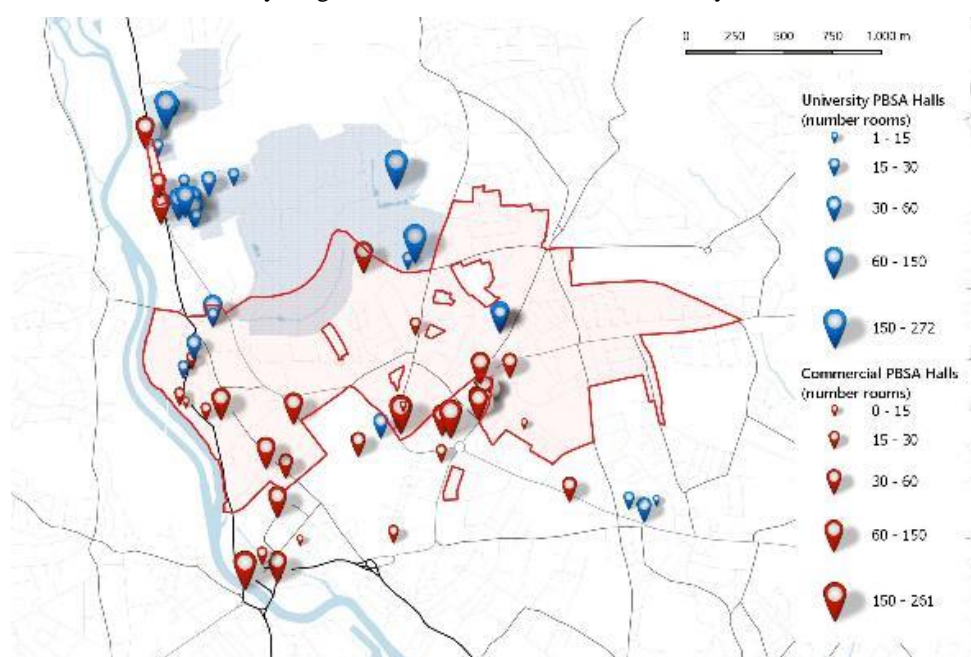 0 250 500 750 1.000 m
University PBSA Halls
(number rooms)
1 - 15
15 - 30
30 - 60
60 - 150
150 - 272
Commercial PBSA Halls
(number rooms)
0 - 15
15 - 30
30 - 60
60 - 150
150 - 261